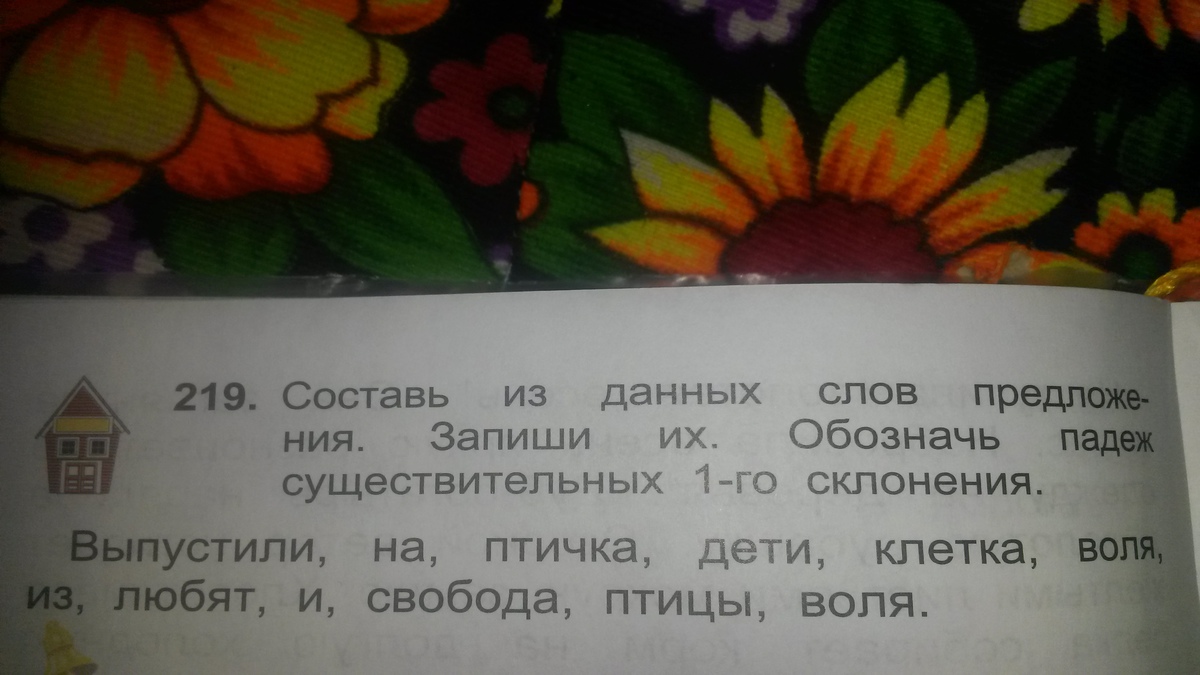 219. Составь из данных слов предложе-
ния. Запиши их. Обозначь падеж
существительных 1-го склонения.
Выпустили, на, птичка, дети, клетка, воля,
из, любят, и, свобода, птицы, воля.